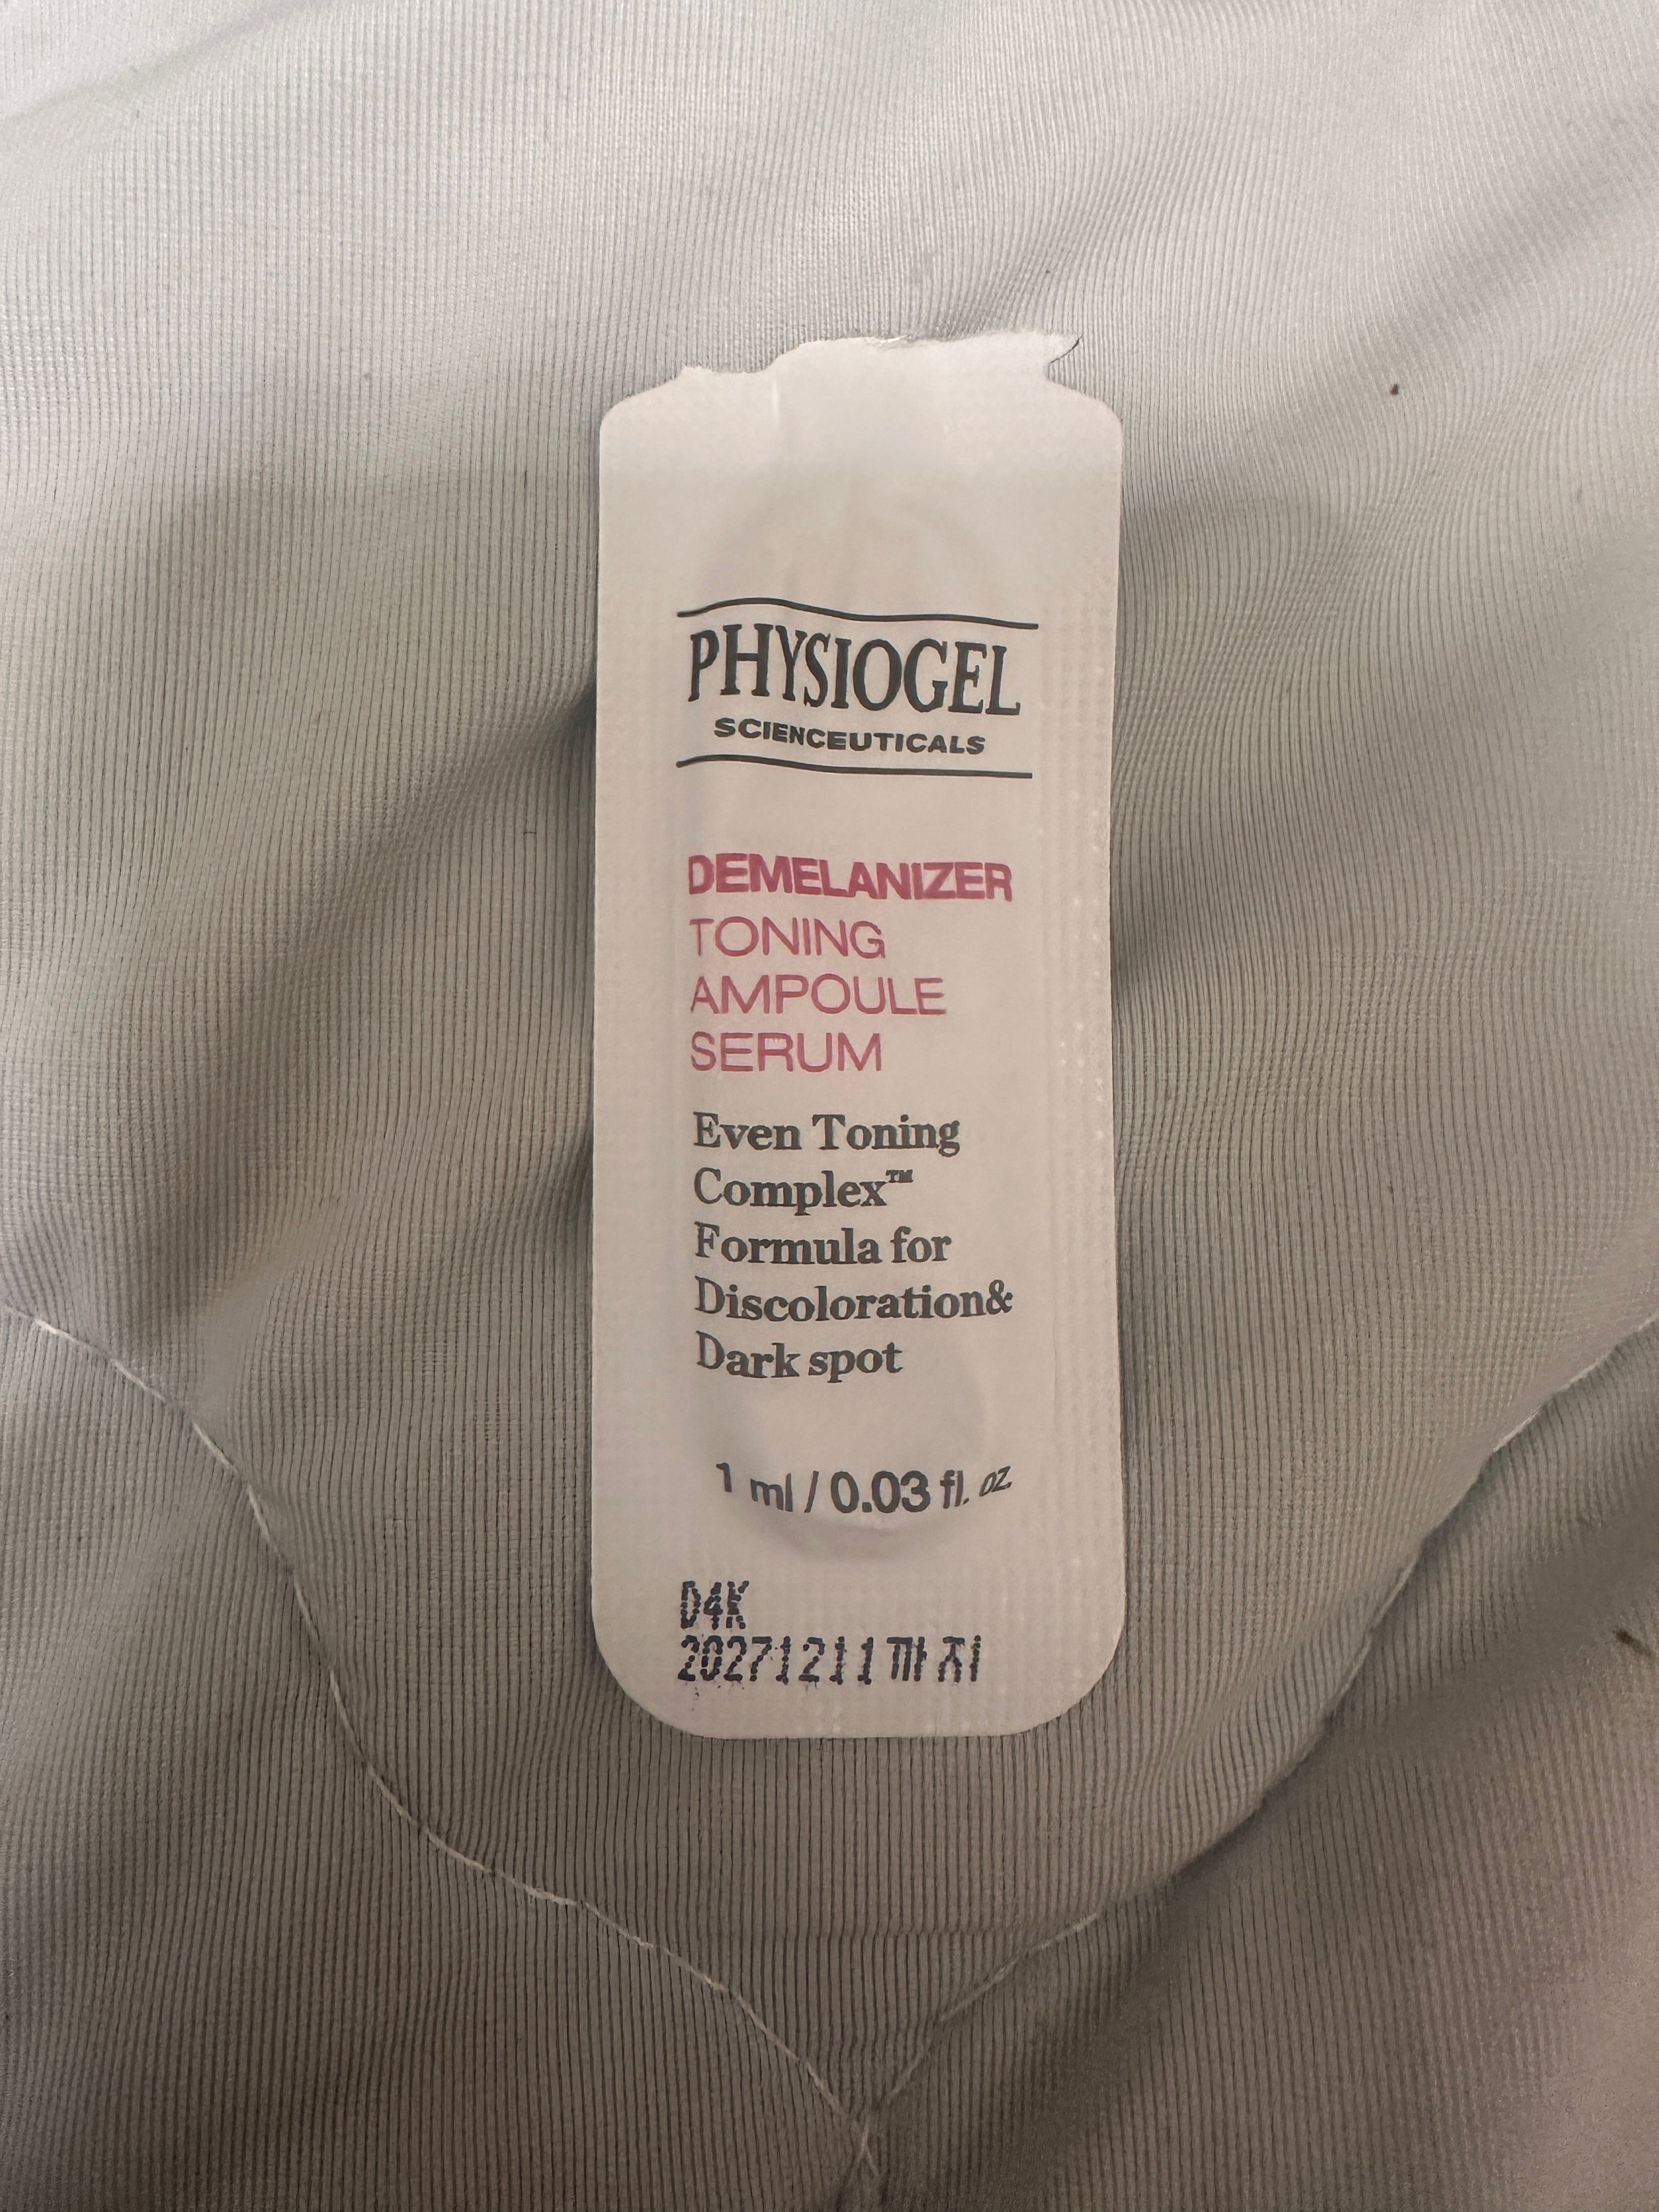 PHYSIOGEL
SCIENCEUTICALS
DEMELANIZER
TONING
AMPOULE
SERUM
Even Toning
Complex™
Formula for
Discoloration&
Dark spot
1 ml / 0.03 fl. oz.
D4K
20271211까지